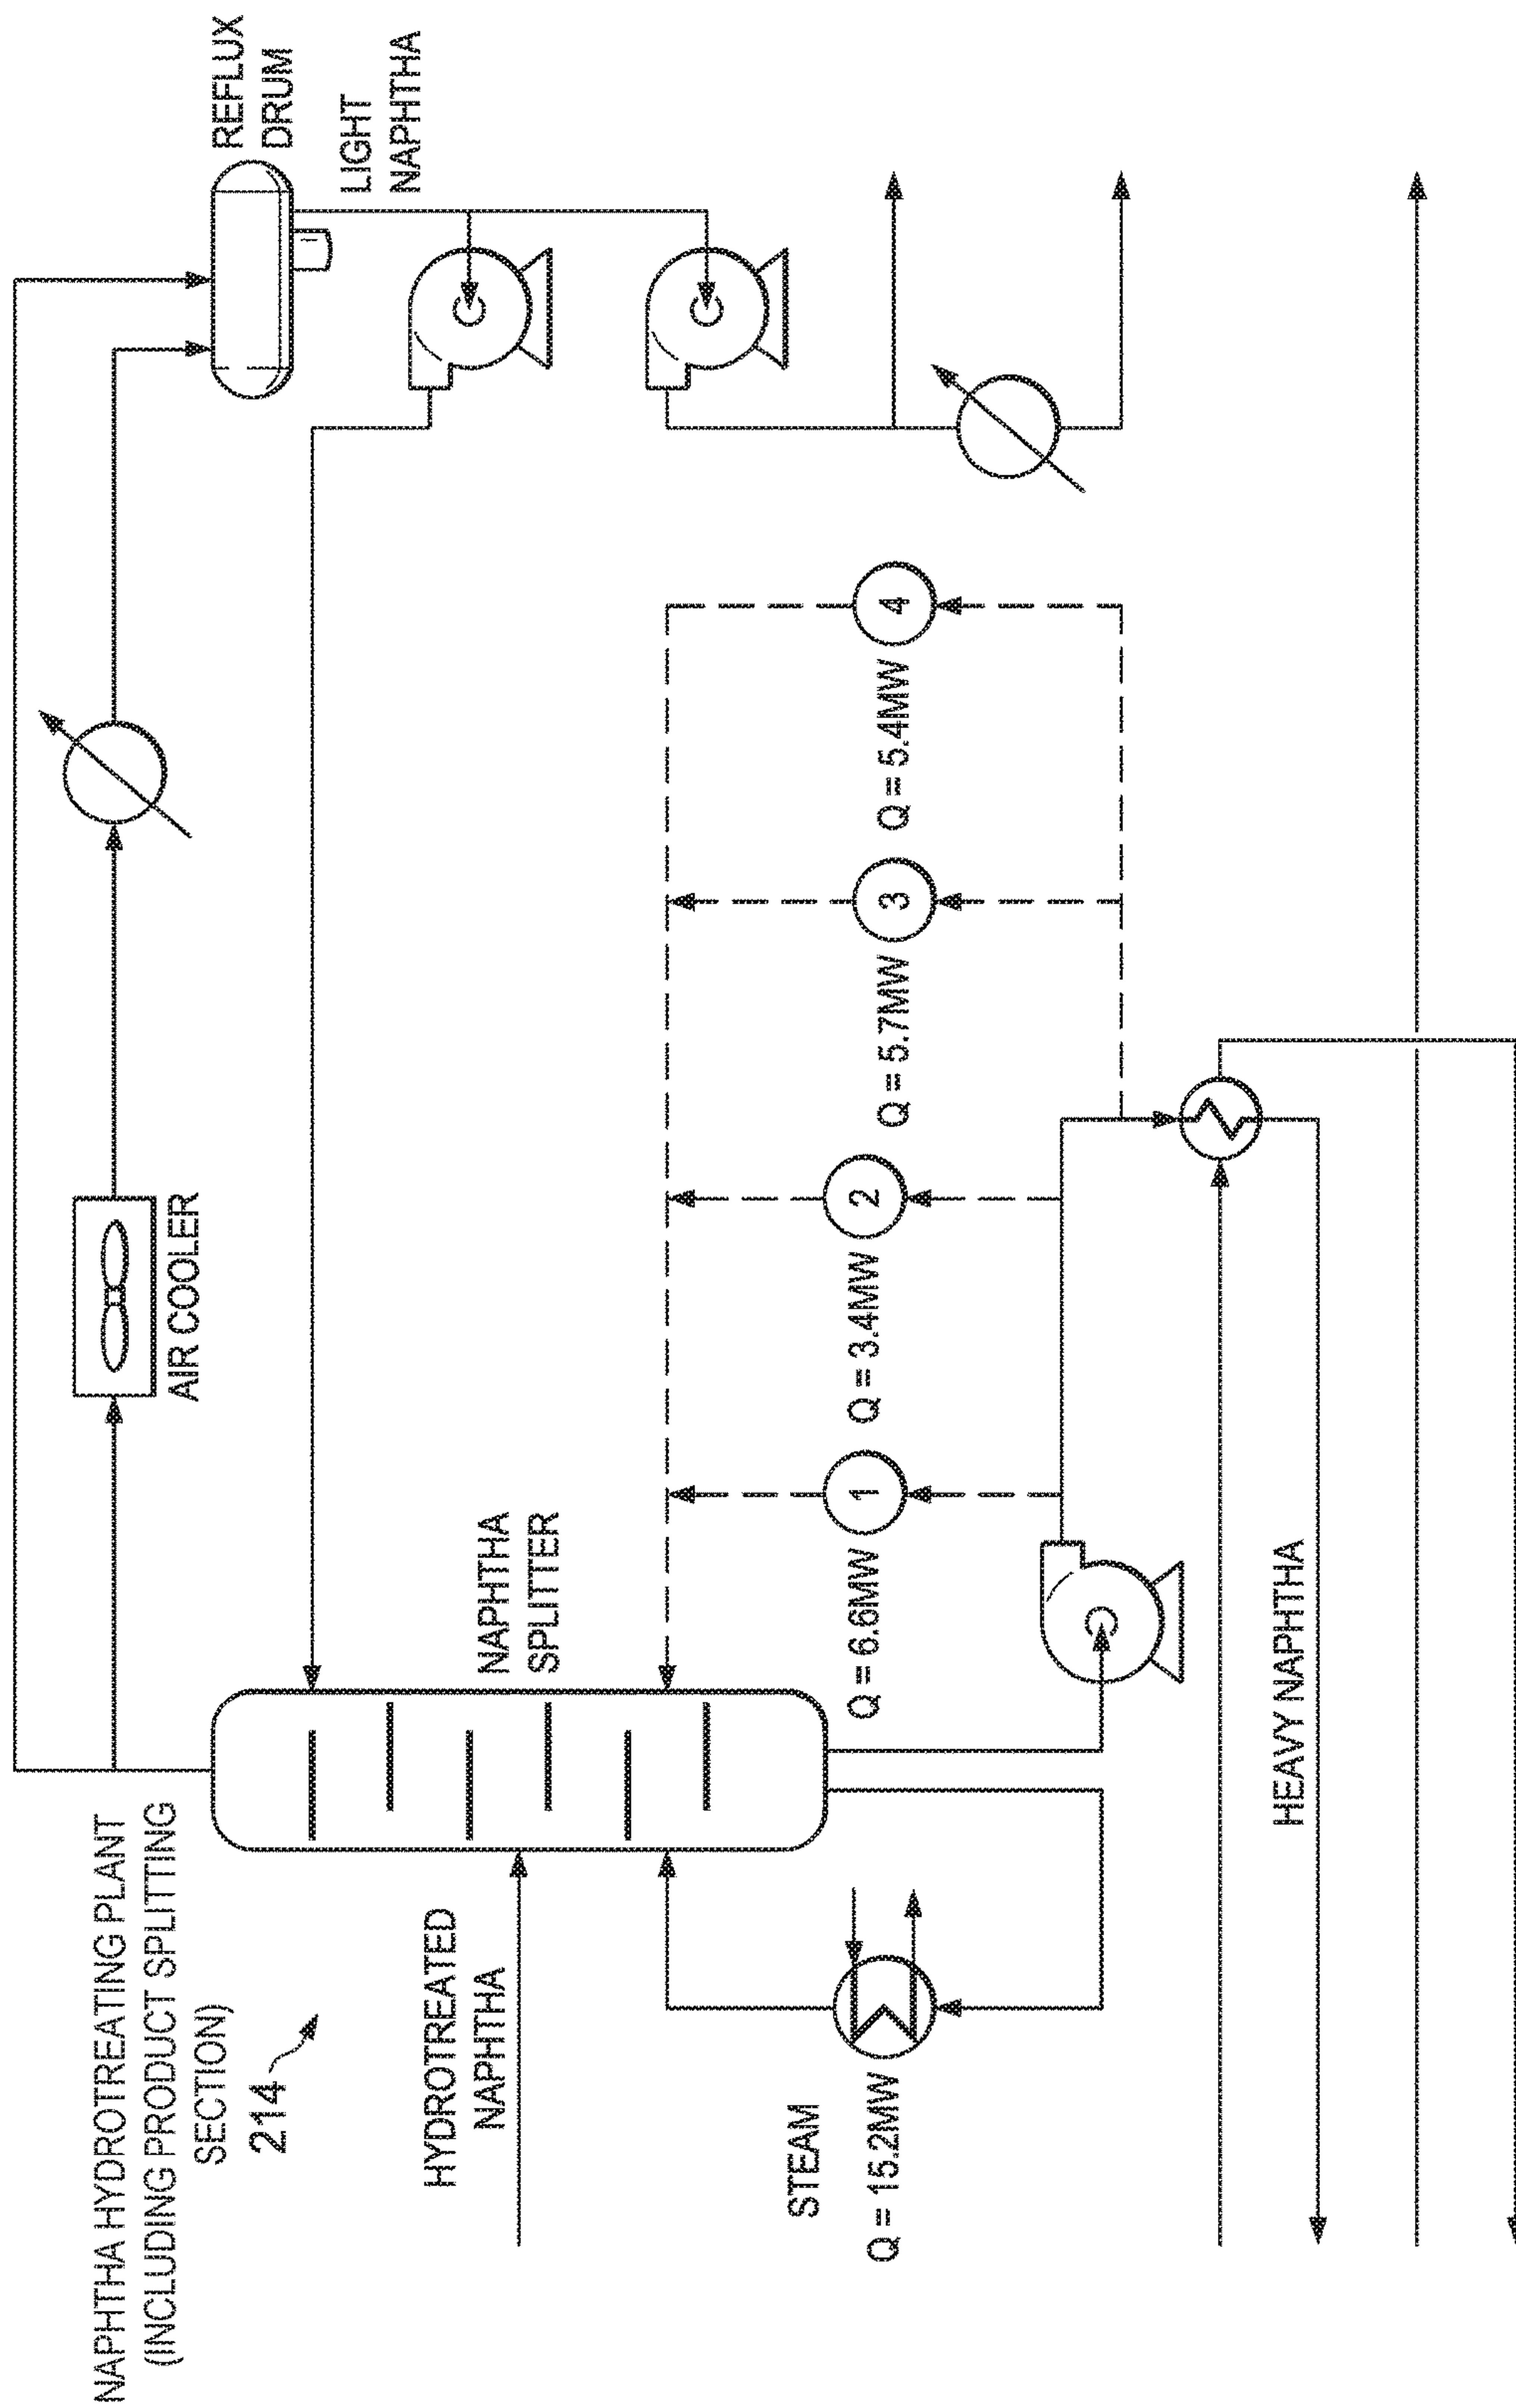 NAPHTHA HYDROTREATING PLANT
(INCLUDING PRODUCT SPLITTING
SECTION)
214
AIR COOLER
REFLUX
DRUM
LIGHT
NAPHTHA
HYDROTREATED
NAPHTHA
NAPHTHA
SPLITTER
STEAM
Q = 15.2MW
Q = 6.6MW
1
Q = 3.4MW
2
Q = 5.7MW
3
Q = 5.4MW
4
HEAVY NAPHTHA